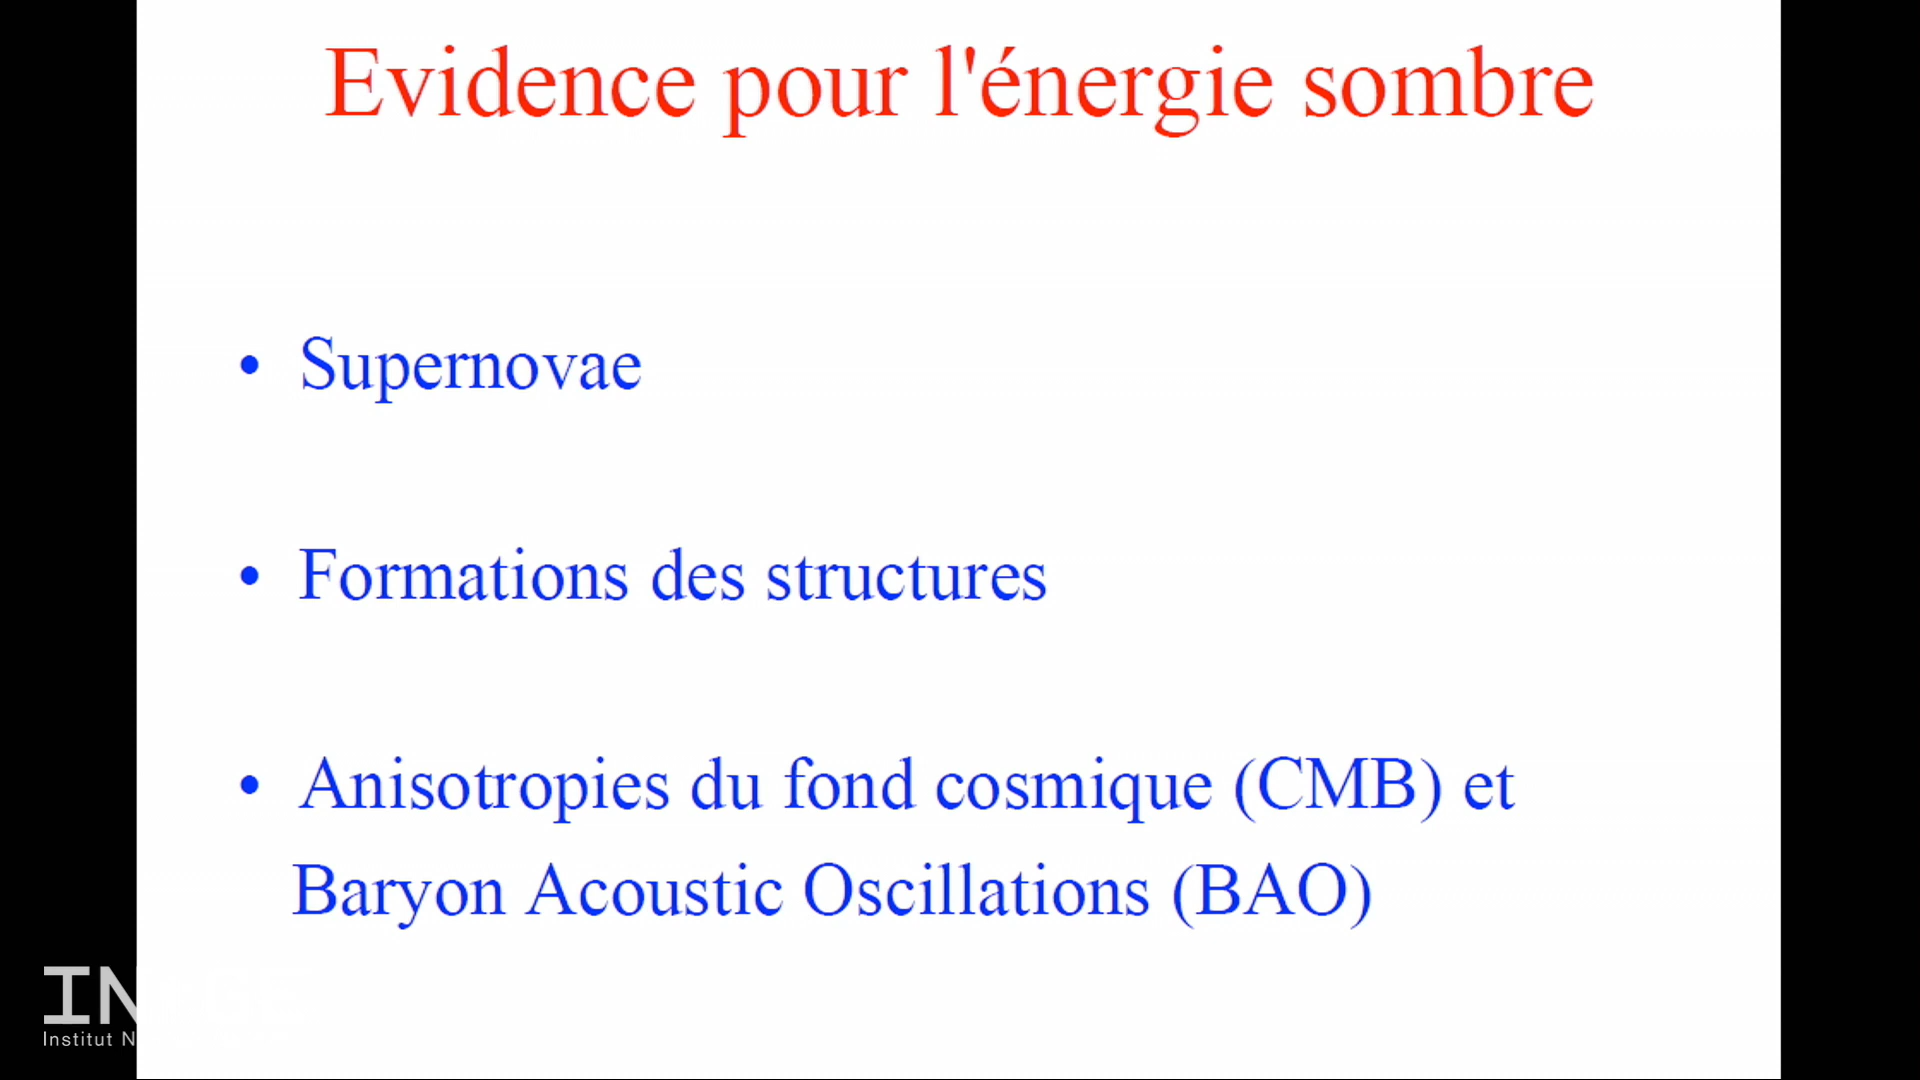 Evidence pour l'énergie sombre
• Supernovae
• Formations des structures
• Anisotropies du fond cosmique (CMB) et
Baryon Acoustic Oscillations (BAO)
Institut